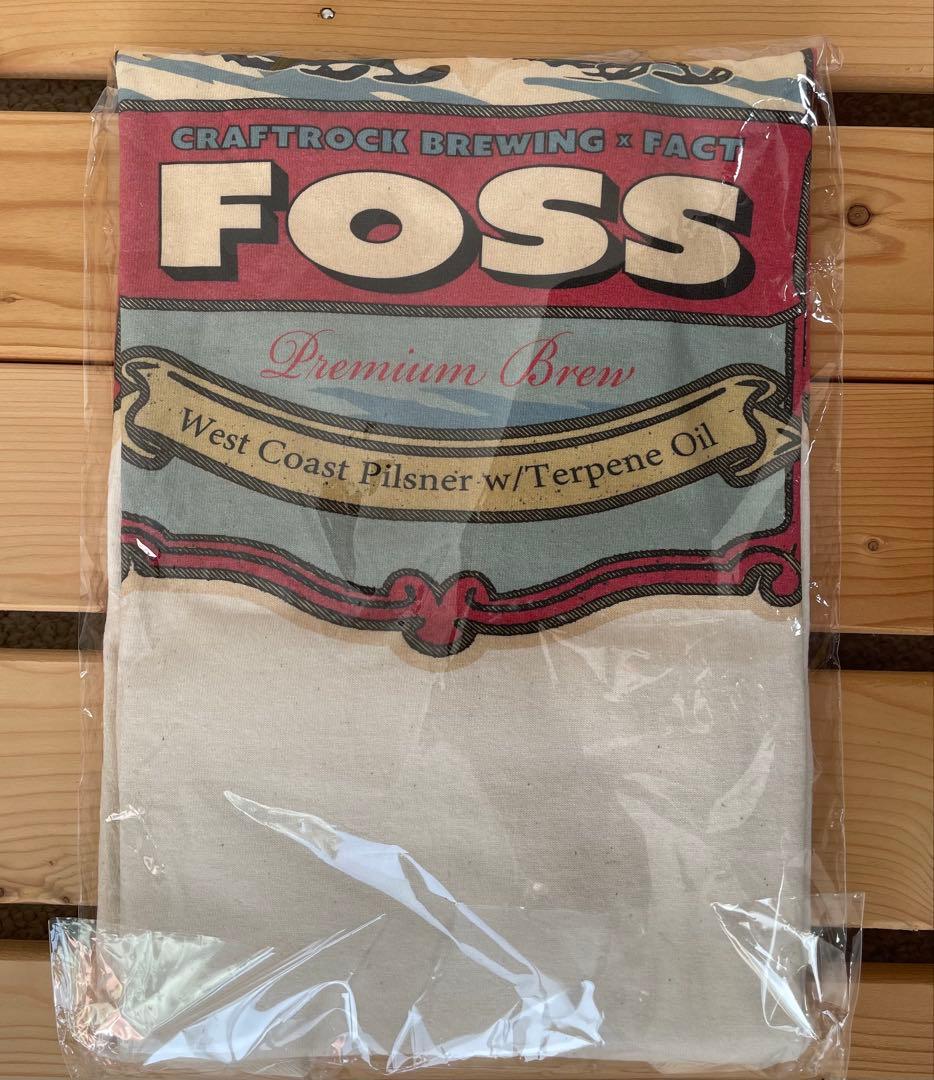 CRAFTROCK BREWING × FACT
FOSS
Premium Brew
West Coast Pilsner w/Terpene Oil